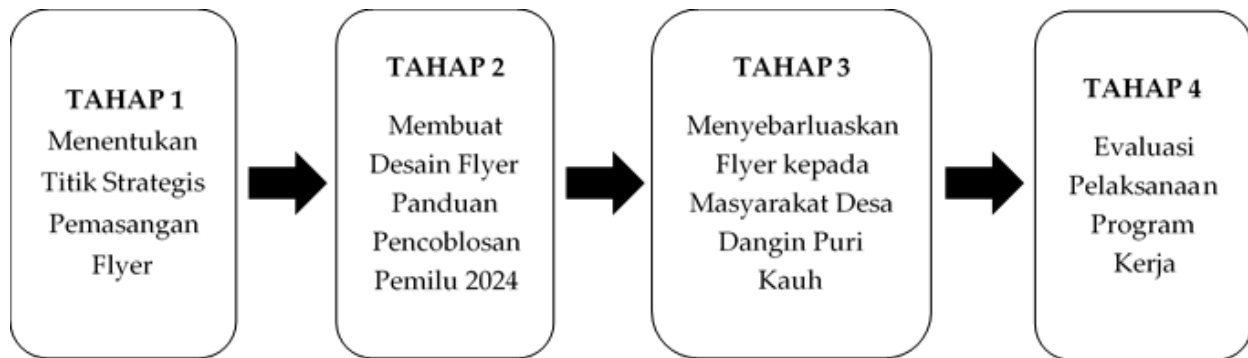 TAHAP 1
Menentukan
Titik Strategis
Pemasangan
Flyer
TAHAP 2
Membuat
Desain Flyer
Panduan
Pencoblosan
Pemilu 2024
TAHAP 3
Menyebarluaskan
Flyer kepada
Masyarakat Desa
Dangin Puri
Kauh
TAHAP 4
Evaluasi
Pelaksanaan
Program
Kerja